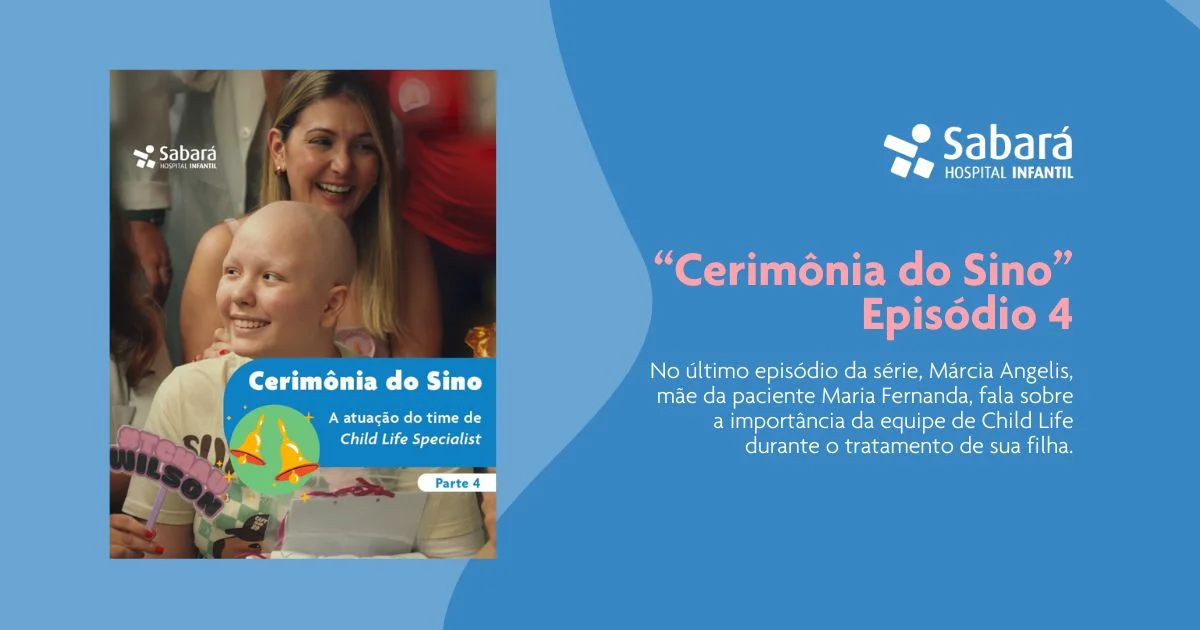 Sabará
HOSPITAL INFANTIL
Cerimônia do Sino
A atuação do time de
Child Life Specialist
Parte 4
WILSON
Sabará
HOSPITAL INFANTIL
“Cerimônia do Sino”
Episódio 4
No último episódio da série, Márcia Angelis,
mãe da paciente Maria Fernanda, fala sobre
a importância da equipe de Child Life
durante o tratamento de sua filha.